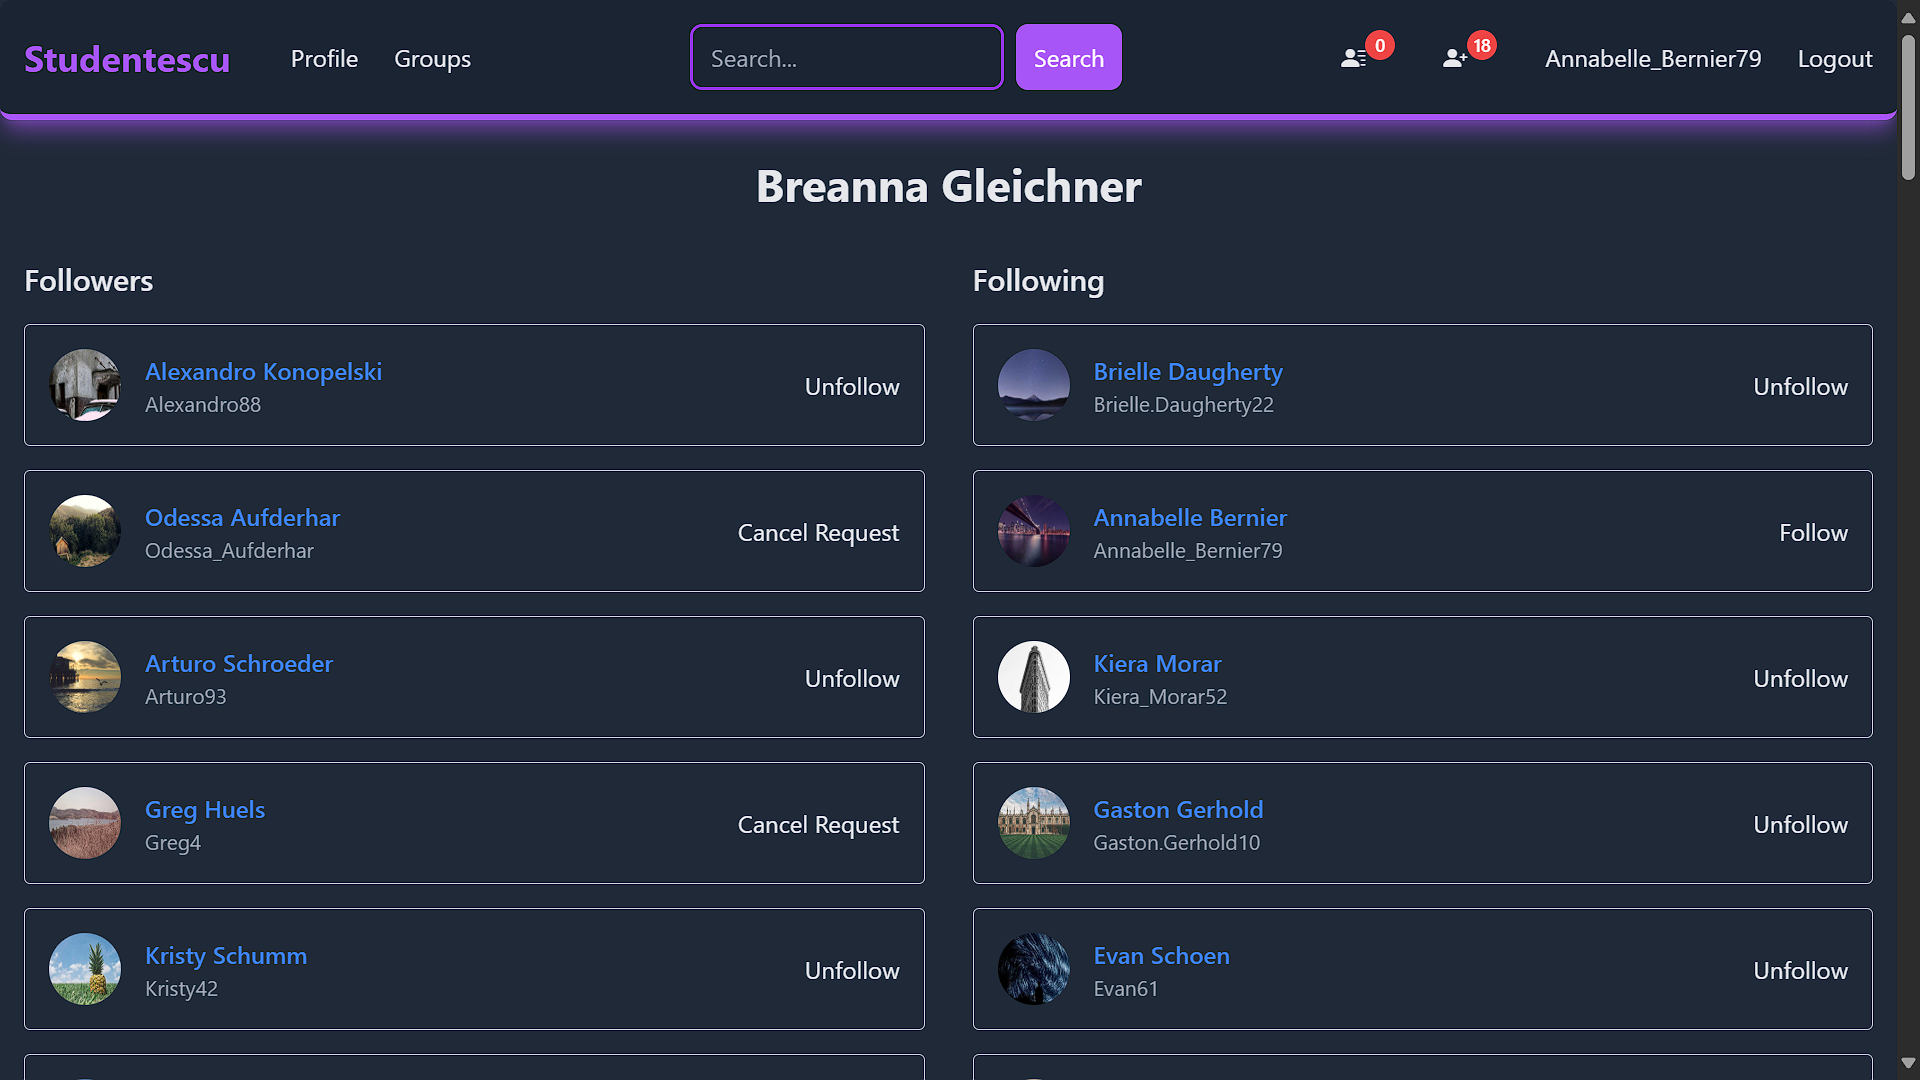 Studentescu
Profile
Groups
Search...
Search
0
18
Annabelle_Bernier79
Logout
Breanna Gleichner
Followers
Alexandro Konopelski
Alexandro88
Unfollow
Odessa Aufderhar
Odessa_Aufderhar
Cancel Request
Arturo Schroeder
Arturo93
Unfollow
Greg Huels
Greg4
Cancel Request
Kristy Schumm
Kristy42
Unfollow
Following
Brielle Daugherty
Brielle.Daugherty22
Unfollow
Annabelle Bernier
Annabelle_Bernier79
Follow
Kiera Morar
Kiera_Morar52
Unfollow
Gaston Gerhold
Gaston.Gerhold10
Unfollow
Evan Schoen
Evan61
Unfollow